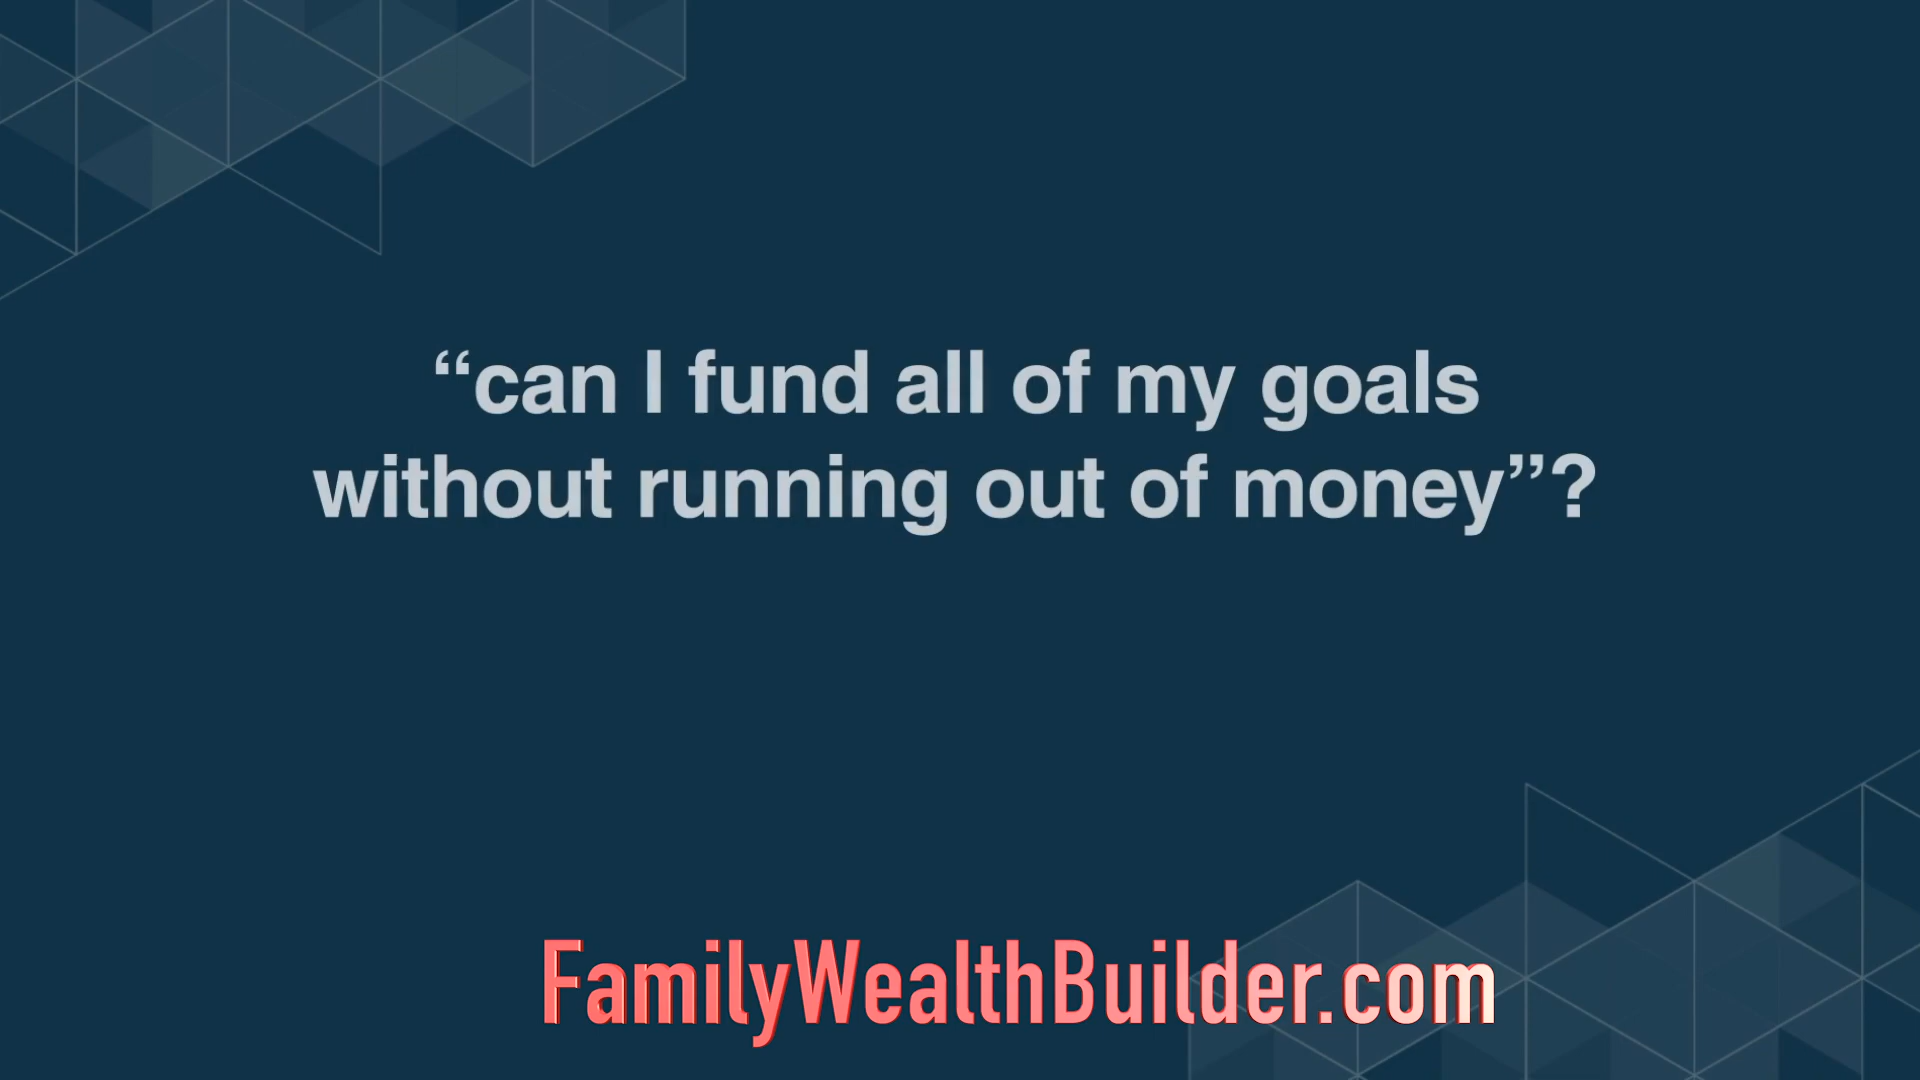 “can I fund all of my goals
without running out of money”?
FamilyWealthBuilder.com